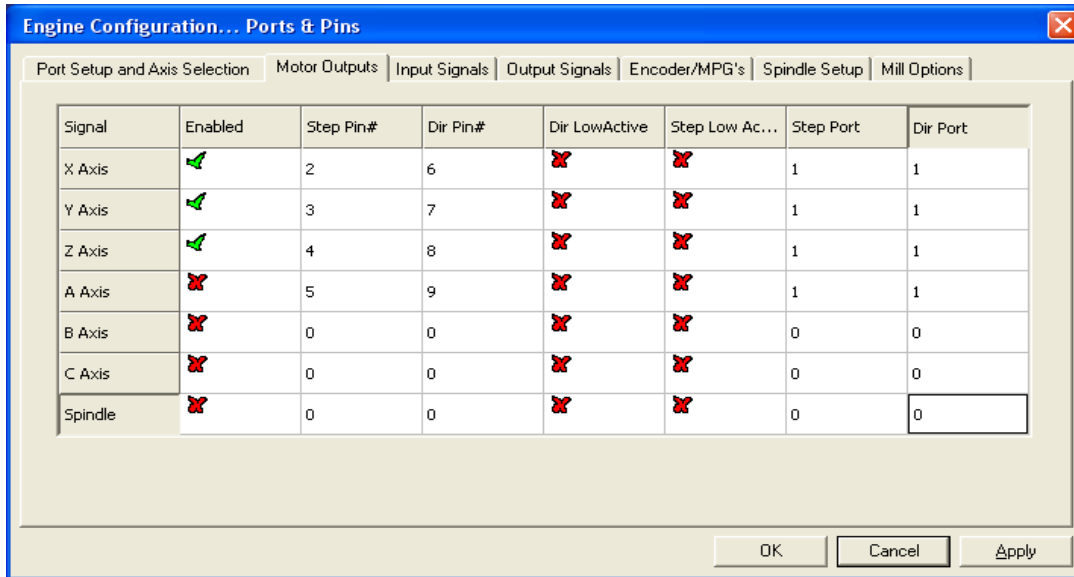 Engine Configuration... Ports & Pins
Port Setup and Axis Selection Motor Outputs Input Signals Output Signals Encoder/MPG's Spindle Setup Mill Options
Signal Enabled Step Pin# Dir Pin# Dir LowActive Step Low Ac... Step Port Dir Port
X Axis 2 6 1 1
Y Axis 3 7 1 1
Z Axis 4 8 1 1
A Axis 5 9 1 1
B Axis 0 0 0 0
C Axis 0 0 0 0
Spindle 0 0 0 0
OK Cancel Apply